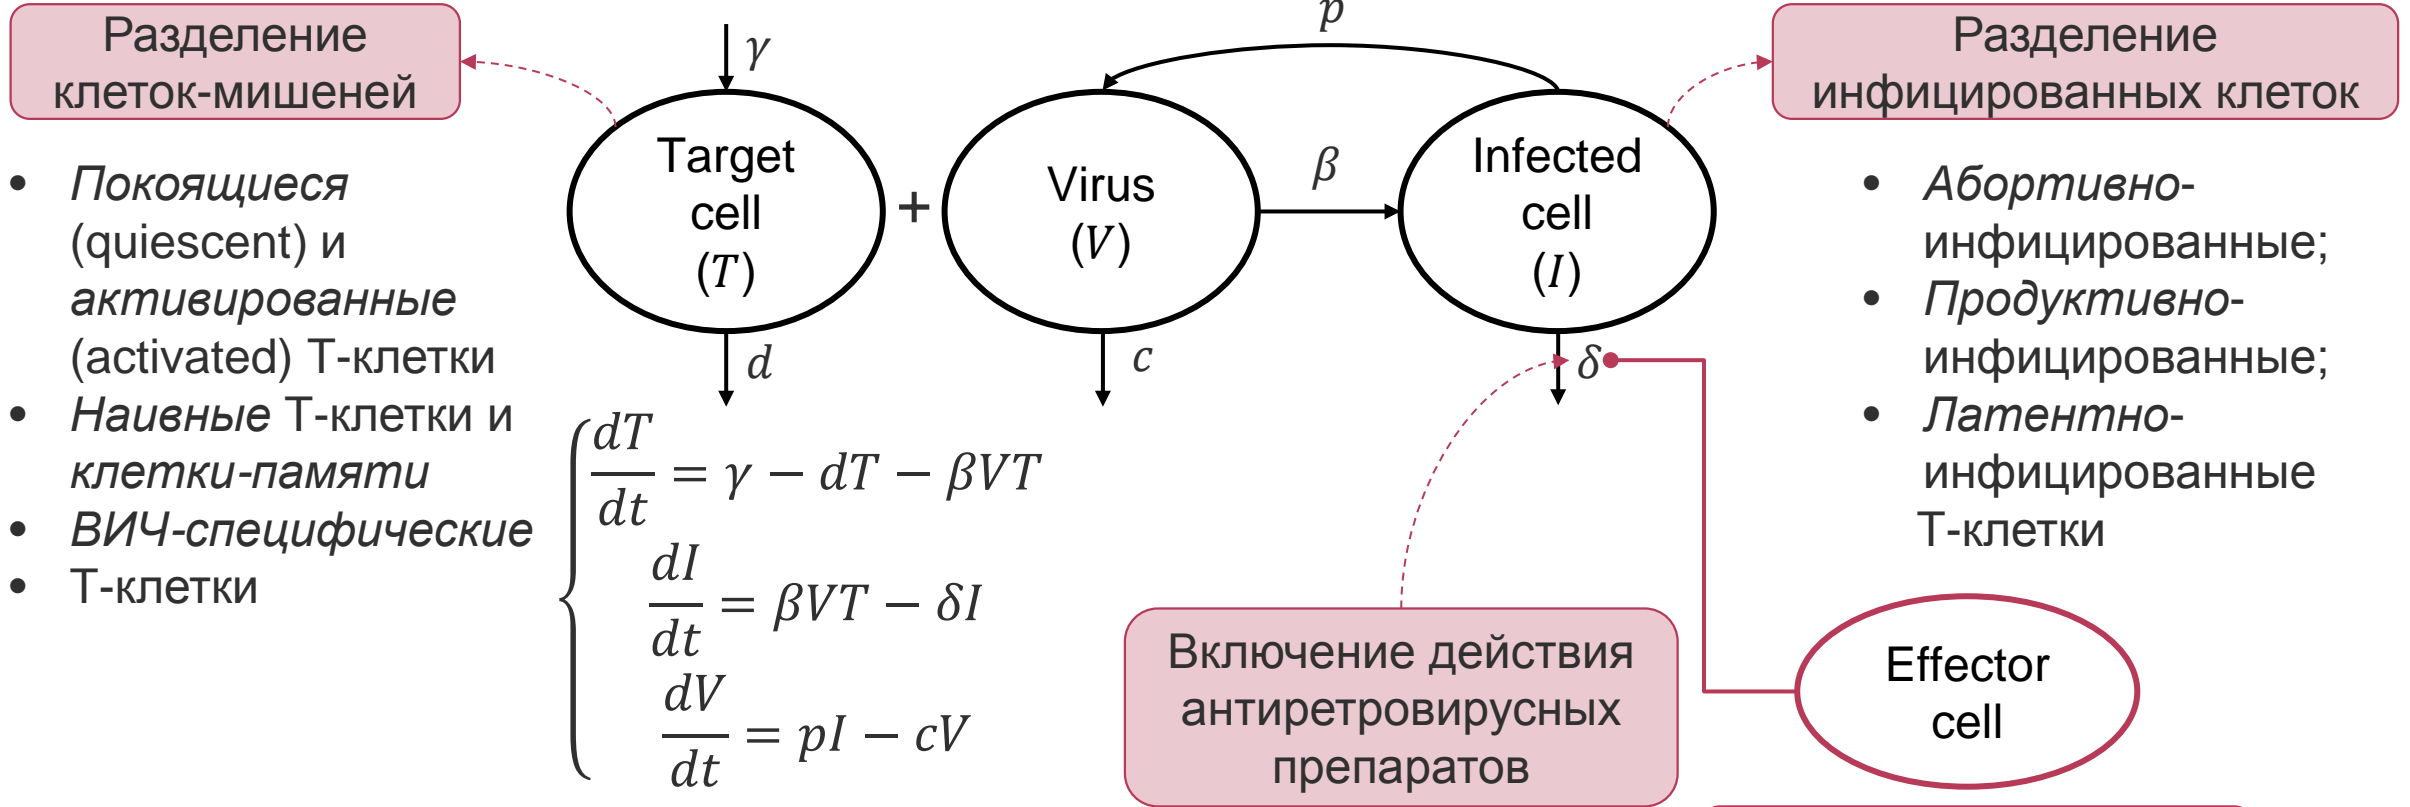 Разделение
клеток-мишеней
• Покоящиеся
(quiescent) и
активированные
(activated) Т-клетки
• Наивные Т-клетки и
клетки-памяти
• ВИЧ-специфические
• Т-клетки
γ
p
Target
cell
(T)
+
Virus
(V)
β
Infected
cell
(I)
d
c
δ
dT/dt = γ − dT − βVT
dI/dt = βVT − δI
dV/dt = pI − cV
Включение действия
антиретровирусных
препаратов
Разделение
инфицированных клеток
• Абортивно-
инфицированные;
• Продуктивно-
инфицированные;
• Латентно-
инфицированные
Т-клетки
Effector
cell